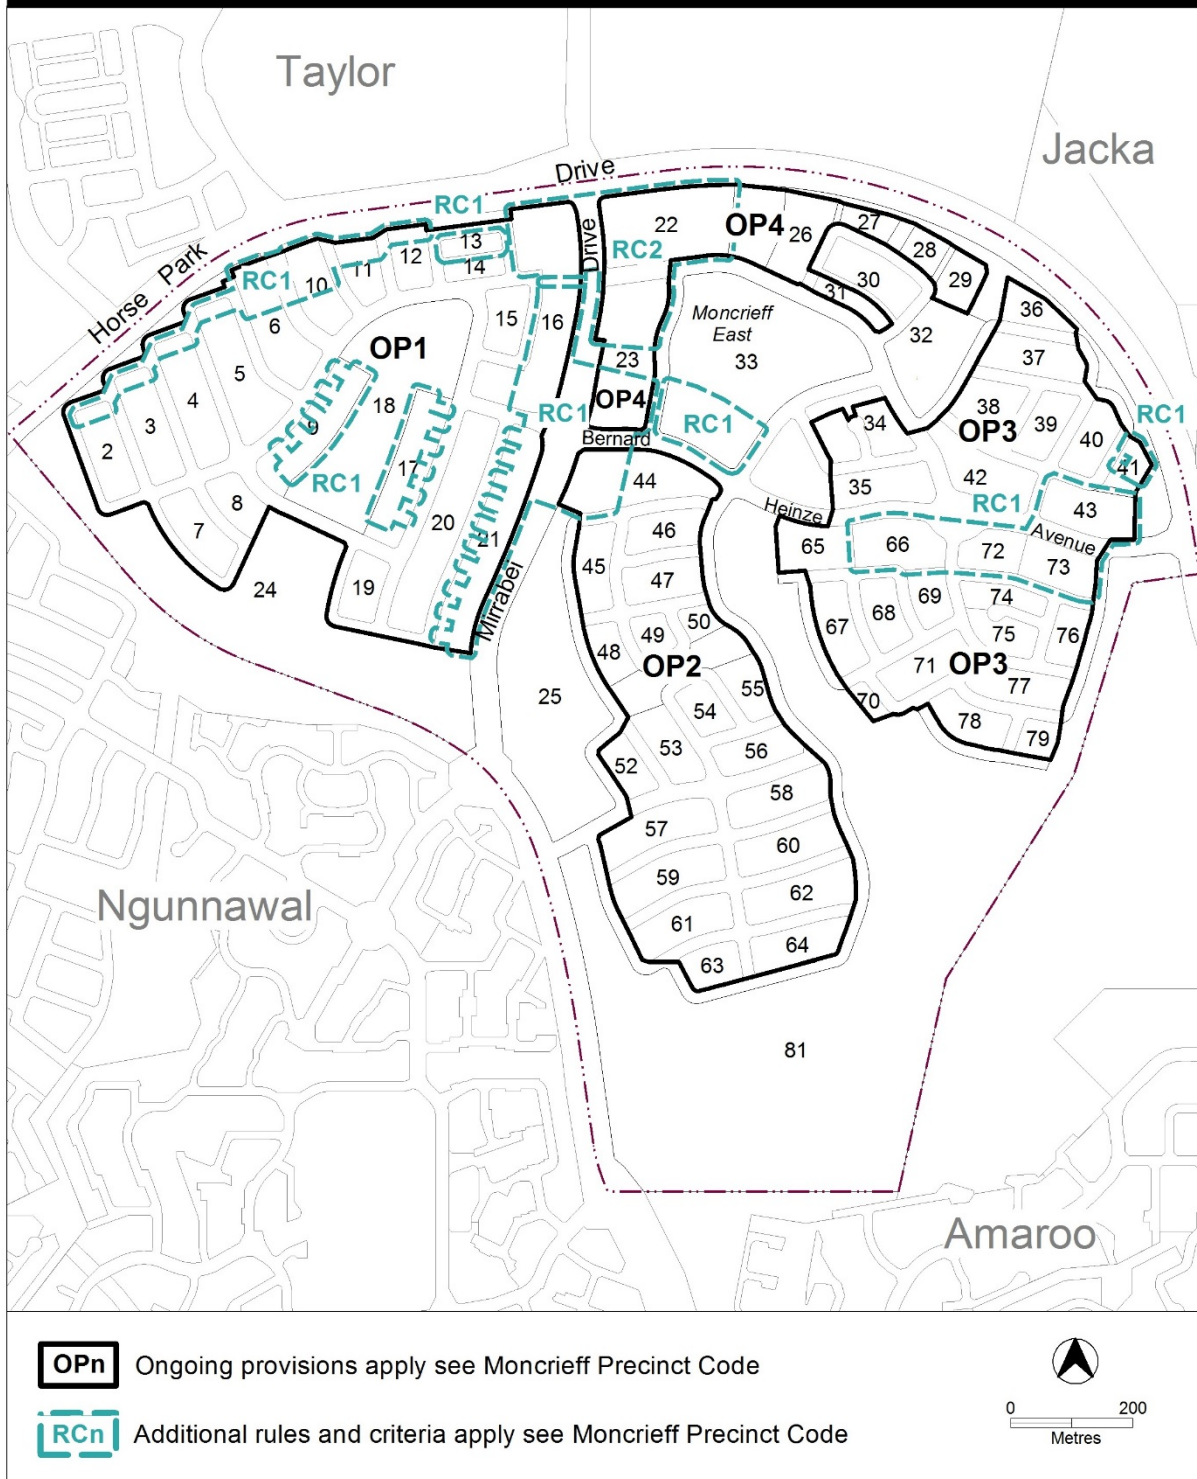 Taylor
Jacka
Drive
RC1
Horse Park
Drive
22
RC2
OP4
26
27
28
29
30
31
32
13
14
12
11
10
RC1
6
15
16
OP1
5
4
3
2
Moncrieff
East
33
23
OP4
Bernard
RC1
RC1
36
37
38
39
OP3
40
RC1
41
34
35
42
RC1
43
Heinze
Avenue
65
66
72
73
18
9
RC1
17
8
7
20
21
19
24
Mirrabei
44
46
45
47
50
49
48
OP2
55
54
53
56
52
58
57
60
59
62
61
64
63
25
67
68
69
74
75
76
71
OP3
77
70
78
79
81
Ngunnawal
Amaroo
OPn Ongoing provisions apply see Moncrieff Precinct Code
RCn Additional rules and criteria apply see Moncrieff Precinct Code
0 200
Metres